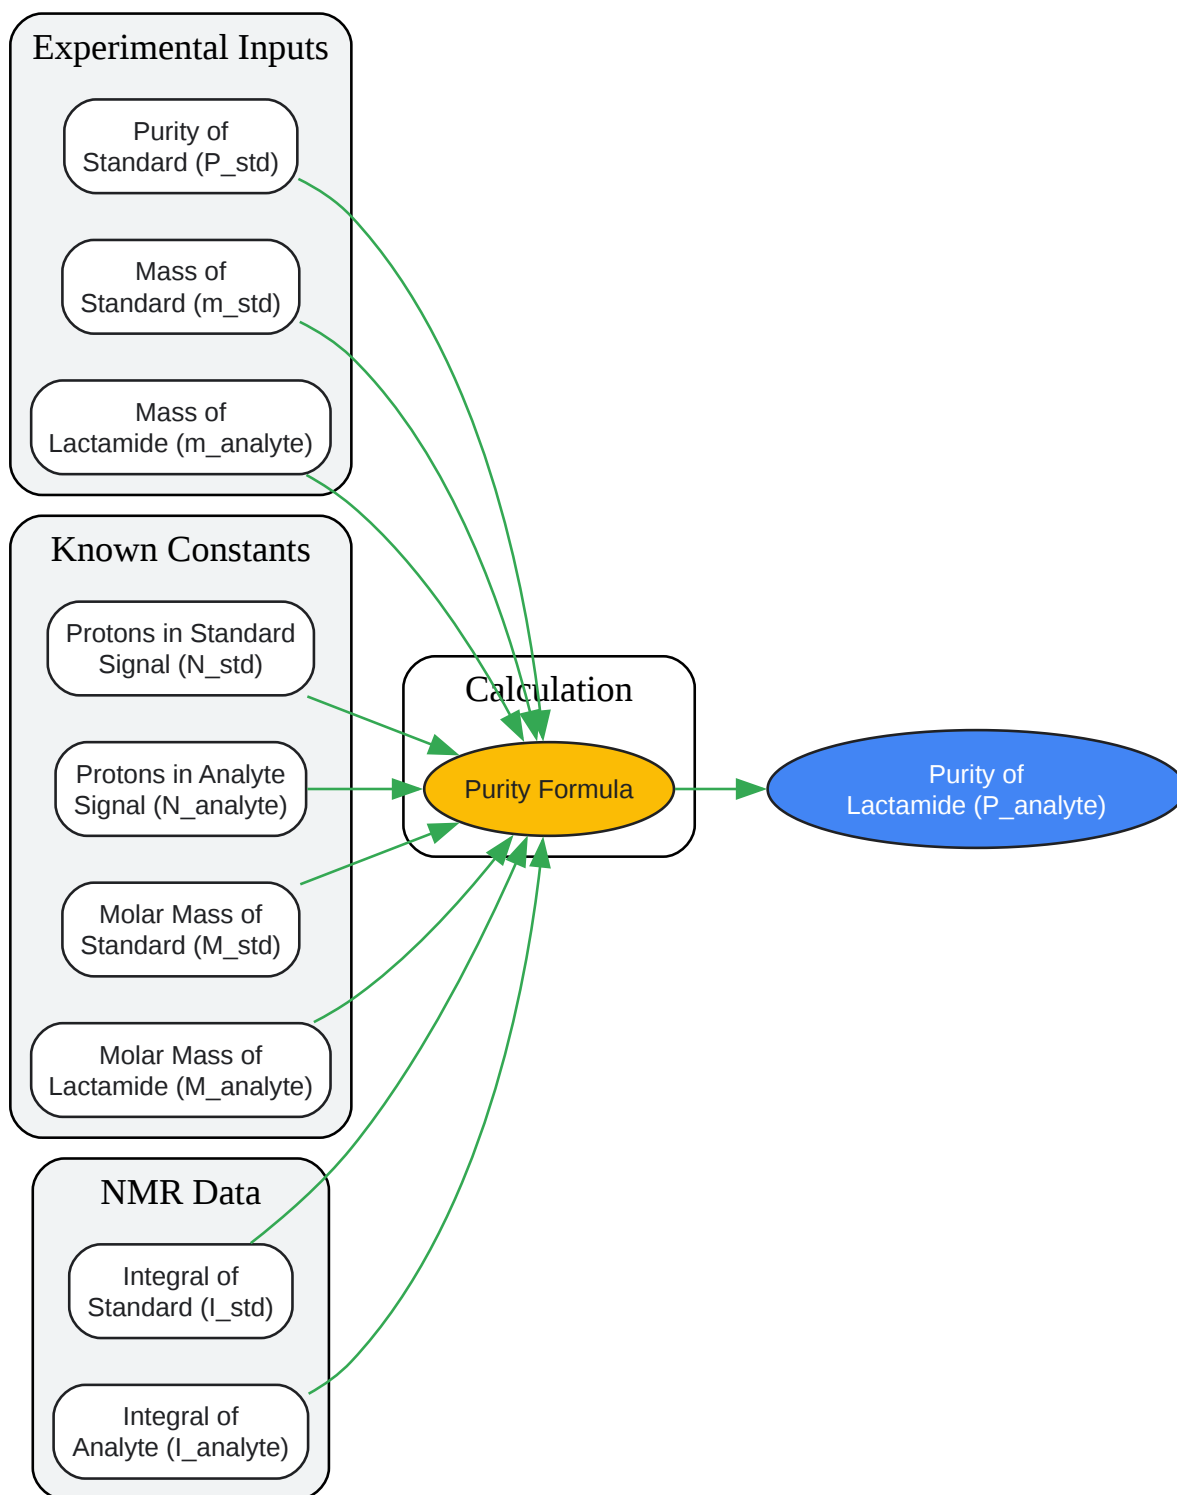 Experimental Inputs
Purity of
Standard (P_std)
Mass of
Standard (m_std)
Mass of
Lactamide (m_analyte)
Known Constants
Protons in Standard
Signal (N_std)
Protons in Analyte
Signal (N_analyte)
Molar Mass of
Standard (M_std)
Molar Mass of
Lactamide (M_analyte)
NMR Data
Integral of
Standard (I_std)
Integral of
Analyte (I_analyte)
Calculation
Purity Formula
Purity of
Lactamide (P_analyte)